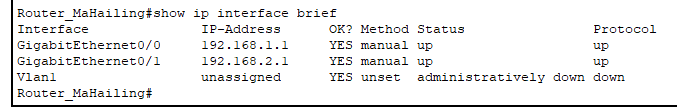 Router_MaHailing#show ip interface brief
Interface              IP-Address      OK? Method Status                Protocol
GigabitEthernet0/0     192.168.1.1     YES manual up                    up
GigabitEthernet0/1     192.168.2.1     YES manual up                    up
Vlan1                  unassigned      YES unset  administratively down down
Router_MaHailing#